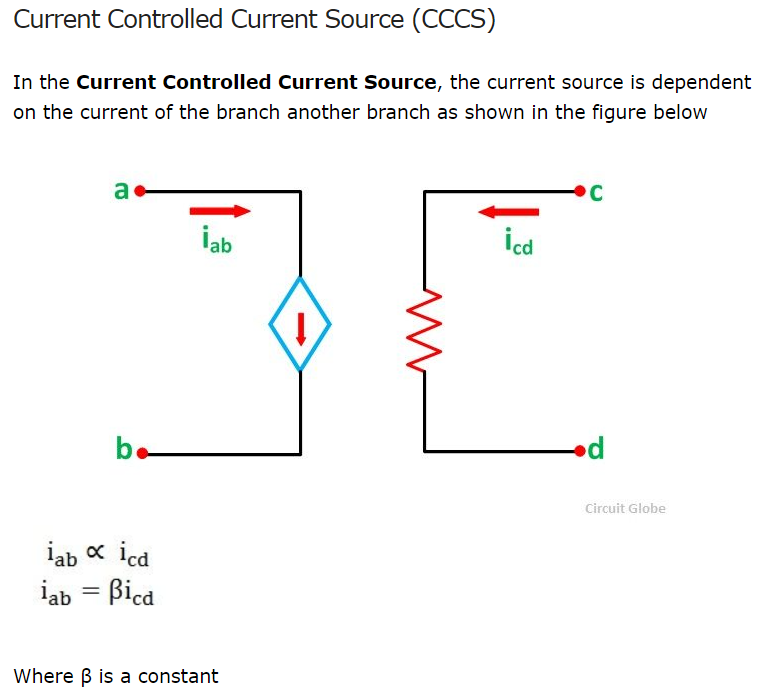 Current Controlled Current Source (CCCS)
In the Current Controlled Current Source, the current source is dependent
on the current of the branch another branch as shown in the figure below
a
c
iab
icd
b
d
Circuit Globe
iab ∝ icd
iab = βicd
Where β is a constant